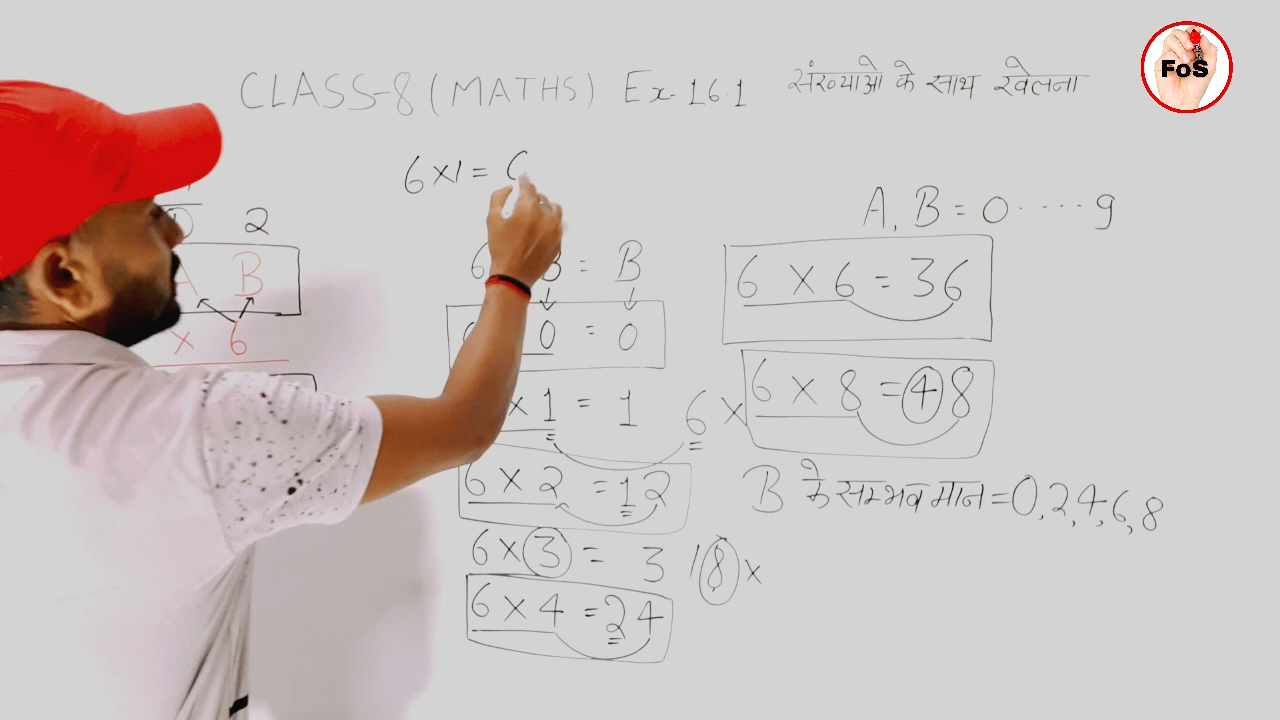 FoS
CLASS-8 (MATHS) Ex-16.1 संख्याओ के साथ खेलना
6 × 1 = 6
A, B = 0 ..... 9
2
A B
× 6
6 B = B
0 = 0
× 1 = 1 6 ×
6 × 2 = 12
6 × 3 = 3 18 ×
6 × 4 = 24
6 × 6 = 36
6 × 8 = 48
B के सम्भव मान = 0, 2, 4, 6, 8